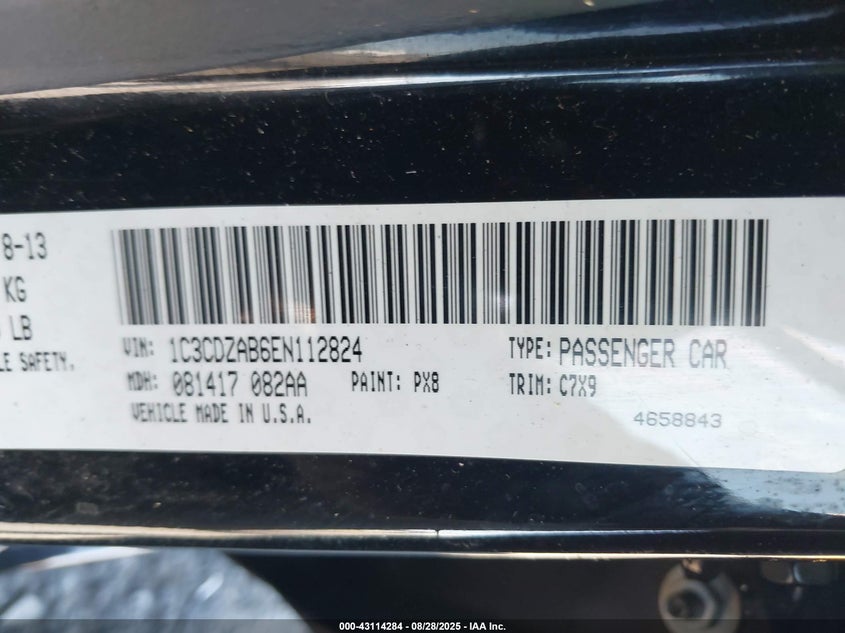 8-13
KG
LB
LE SAFETY.
VIN: 1C3CDZAB6EN112824
TYPE: PASSENGER CAR
MDH: 081417 082AA
PAINT: PX8
TRIM: C7X9
VEHICLE MADE IN U.S.A.
4658843
000-43114284 - 08/28/2025 - IAA Inc.